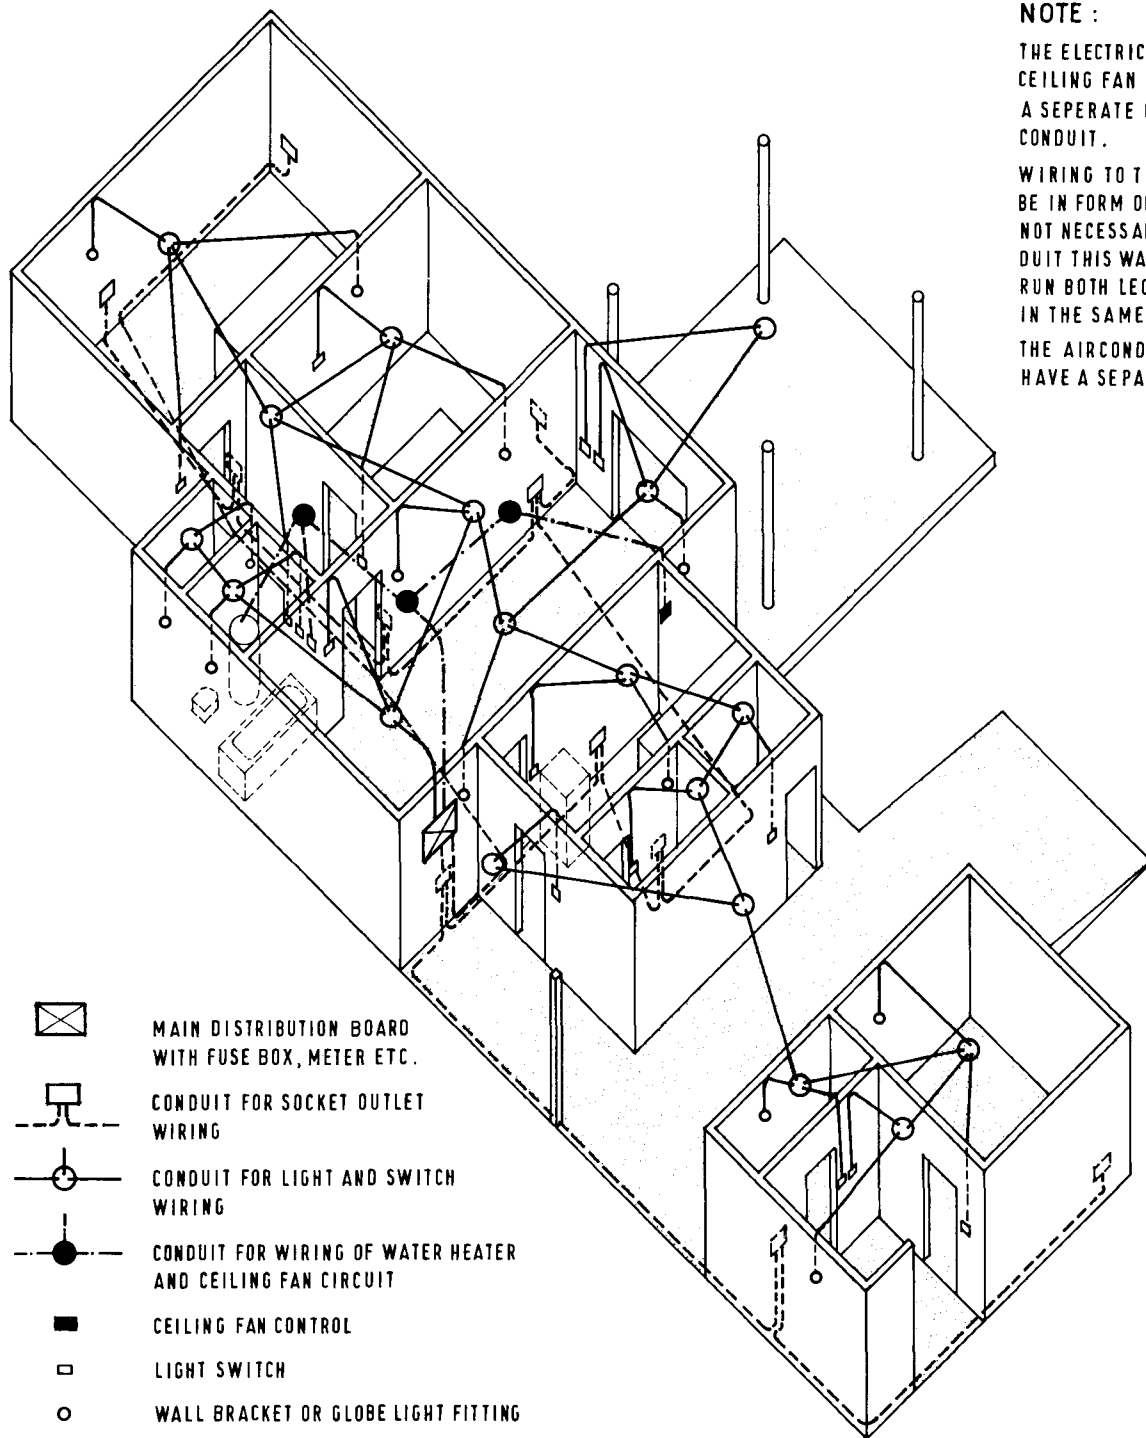 NOTE :
THE ELECTRIC
CEILING FAN
A SEPERATE
CONDUIT.
WIRING TO T
BE IN FORM O
NOT NECESSA
DUIT THIS WA
RUN BOTH LE
IN THE SAME
THE AIRCOND
HAVE A SEPA
MAIN DISTRIBUTION BOARD
WITH FUSE BOX, METER ETC.
CONDUIT FOR SOCKET OUTLET
WIRING
CONDUIT FOR LIGHT AND SWITCH
WIRING
CONDUIT FOR WIRING OF WATER HEATER
AND CEILING FAN CIRCUIT
CEILING FAN CONTROL
LIGHT SWITCH
WALL BRACKET OR GLOBE LIGHT FITTING